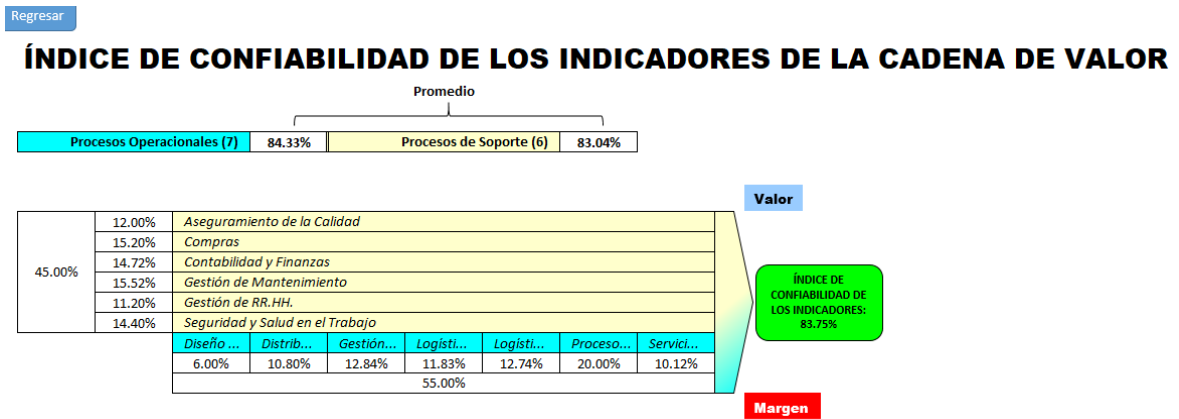 Regresar
ÍNDICE DE CONFIABILIDAD DE LOS INDICADORES DE LA CADENA DE VALOR
Promedio
Procesos Operacionales (7) 84.33% Procesos de Soporte (6) 83.04%
Valor
45.00%
12.00% Aseguramiento de la Calidad
15.20% Compras
14.72% Contabilidad y Finanzas
15.52% Gestión de Mantenimiento
11.20% Gestión de RR.HH.
14.40% Seguridad y Salud en el Trabajo
Diseño ... Distrib... Gestión... Logísti... Logísti... Proceso... Servici...
6.00% 10.80% 12.84% 11.83% 12.74% 20.00% 10.12%
55.00%
ÍNDICE DE
CONFIABILIDAD DE
LOS INDICADORES:
83.75%
Margen